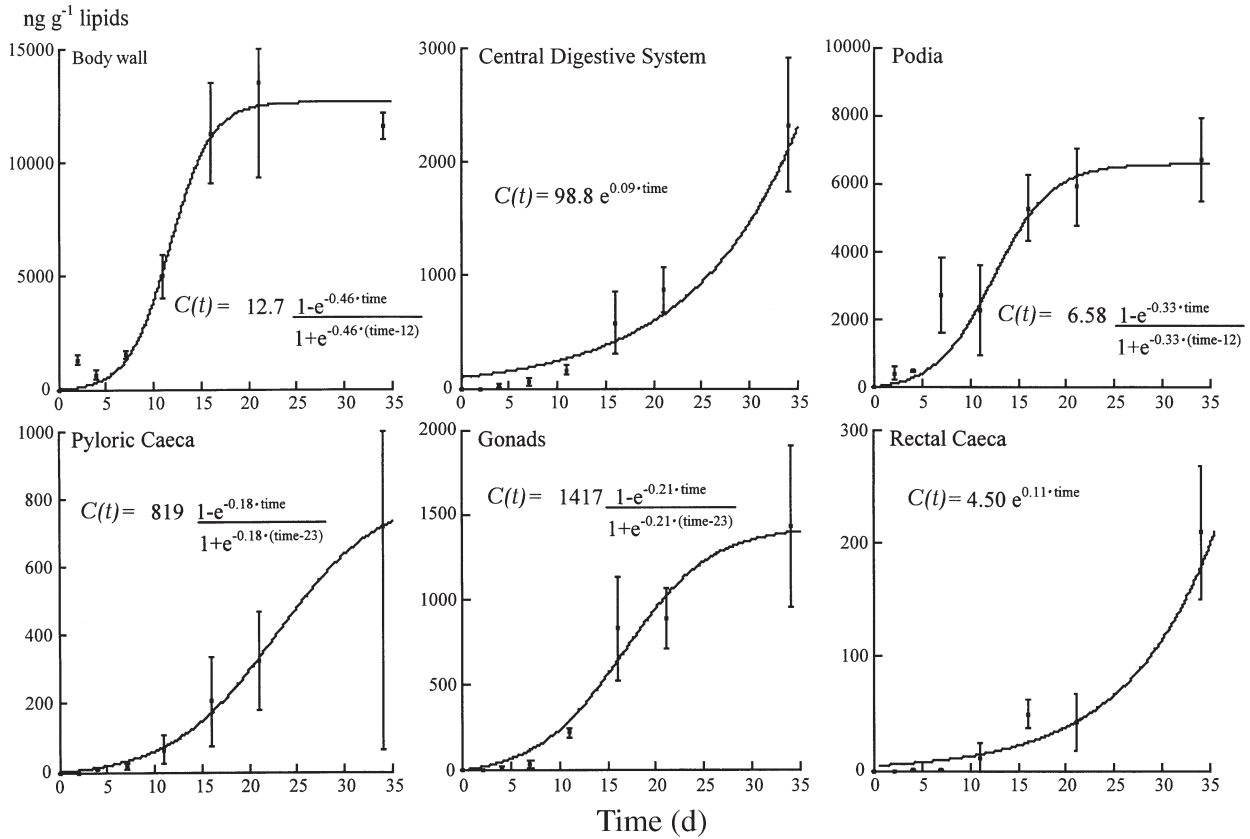 ng g⁻¹ lipids
Body wall
15000
10000
5000
0
C(t) = 12.7 1-e^-0.46·time
1+e^-0.46·(time-12)
0 5 10 15 20 25 30 35
Central Digestive System
3000
2000
1000
0
C(t) = 98.8 e^0.09·time
0 5 10 15 20 25 30 35
Podia
10000
8000
6000
4000
2000
0
C(t) = 6.58 1-e^-0.33·time
1+e^-0.33·(time-12)
0 5 10 15 20 25 30 35
Pyloric Caeca
1000
800
600
400
200
0
C(t) = 819 1-e^-0.18·time
1+e^-0.18·(time-23)
0 5 10 15 20 25 30 35
Gonads
2000
1500
1000
500
0
C(t) = 1417 1-e^-0.21·time
1+e^-0.21·(time-23)
0 5 10 15 20 25 30 35
Rectal Caeca
300
200
100
0
C(t) = 4.50 e^0.11·time
0 5 10 15 20 25 30 35
Time (d)